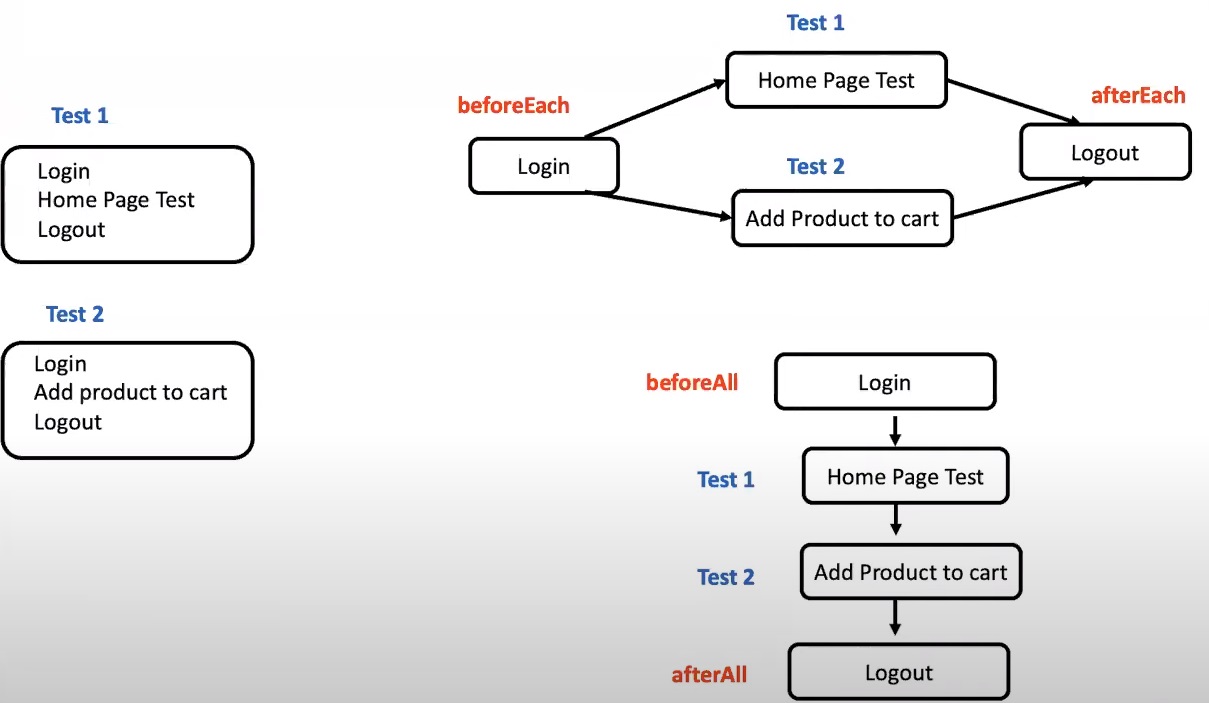 Test 1
Login
Home Page Test
Logout
Test 2
Login
Add product to cart
Logout
Test 1
Home Page Test
beforeEach
afterEach
Login
Logout
Test 2
Add Product to cart
beforeAll
Login
Test 1
Home Page Test
Test 2
Add Product to cart
afterAll
Logout